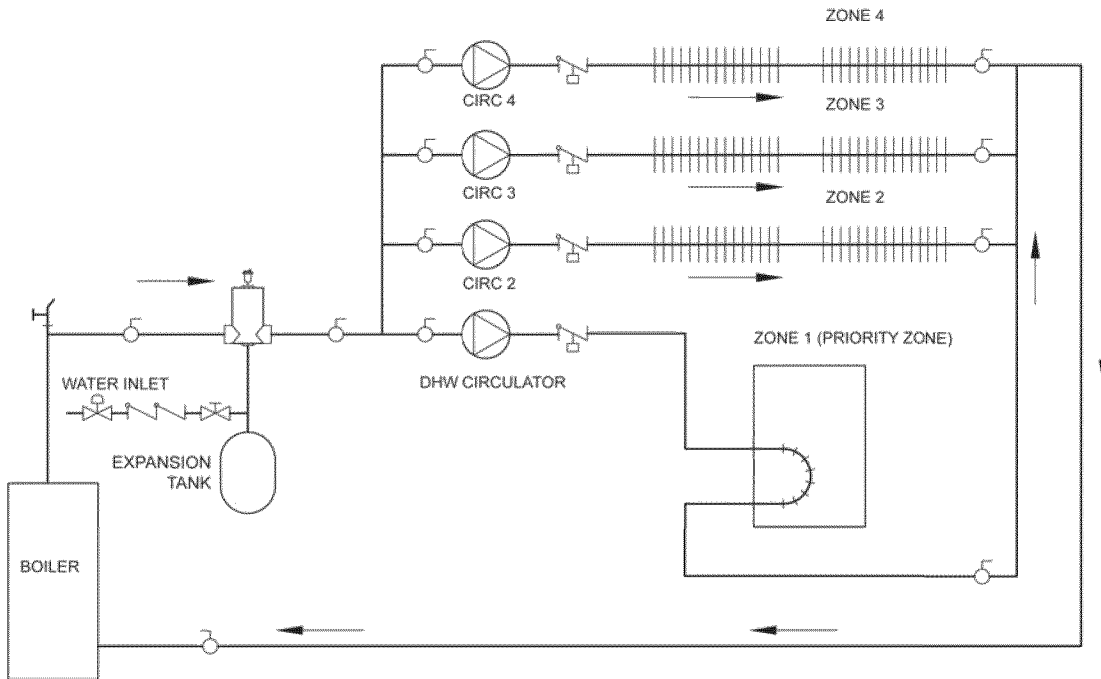 ZONE 4
CIRC 4
ZONE 3
CIRC 3
ZONE 2
CIRC 2
ZONE 1 (PRIORITY ZONE)
DHW CIRCULATOR
WATER INLET
EXPANSION
TANK
BOILER